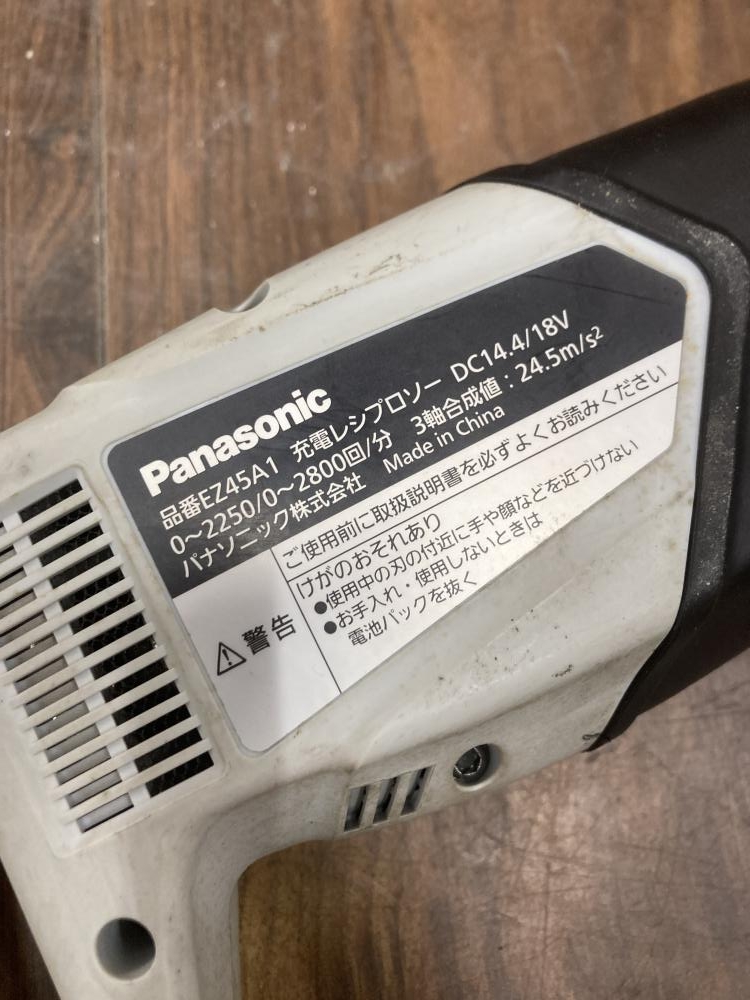 Panasonic
品番EZ45A1 充電レシプロソー DC14.4/18V
0～2250/0～2800回/分 3軸合成値：24.5m/s²
パナソニック株式会社 Made in China
警告
ご使用前に取扱説明書を必ずよくお読みください
けがのおそれあり
●使用中の刃の付近に手や顔などを近づけない
●お手入れ・使用しないときは
電池パックを抜く